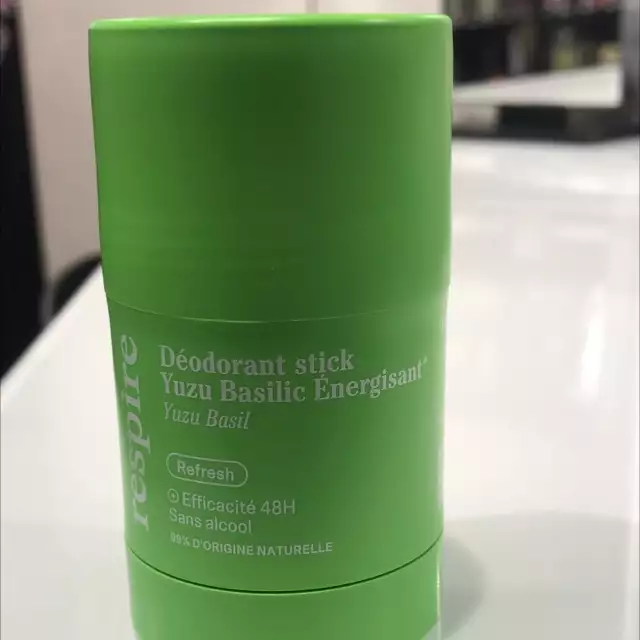 respire
Déodorant stick
Yuzu Basilic Énergisant*
Yuzu Basil
Refresh
Efficacité 48H
Sans alcool
99% D'ORIGINE NATURELLE